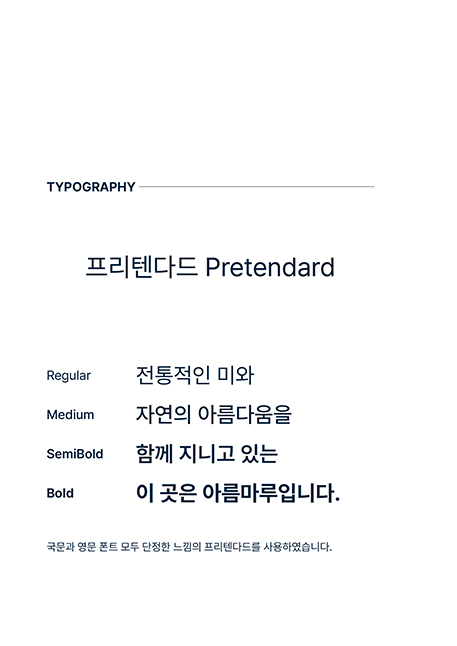 TYPOGRAPHY
프리텐다드 Pretendard
Regular 전통적인 미와
Medium 자연의 아름다움을
SemiBold 함께 지니고 있는
Bold 이 곳은 아름마루입니다.
국문과 영문 폰트 모두 단정한 느낌의 프리텐다드를 사용하였습니다.